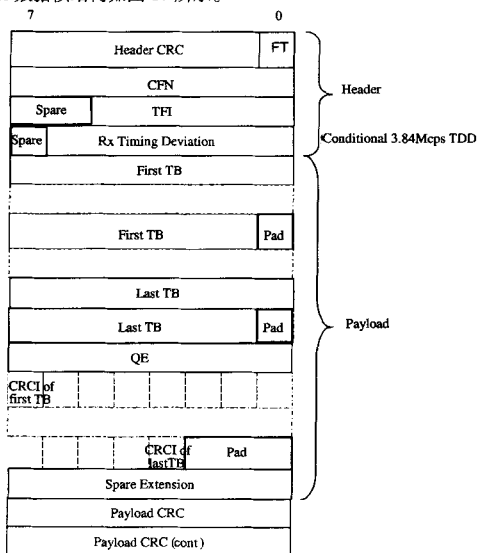 7 0
Header CRC FT
CFN
Spare TFI
Header
Spare Rx Timing Deviation
Conditional 3.84Mcps TDD
First TB
First TB Pad
Last TB
Last TB Pad
Payload
QE
CRCI of
first TB
CRCI of
lastTB
Pad
Spare Extension
Payload CRC
Payload CRC (cont)